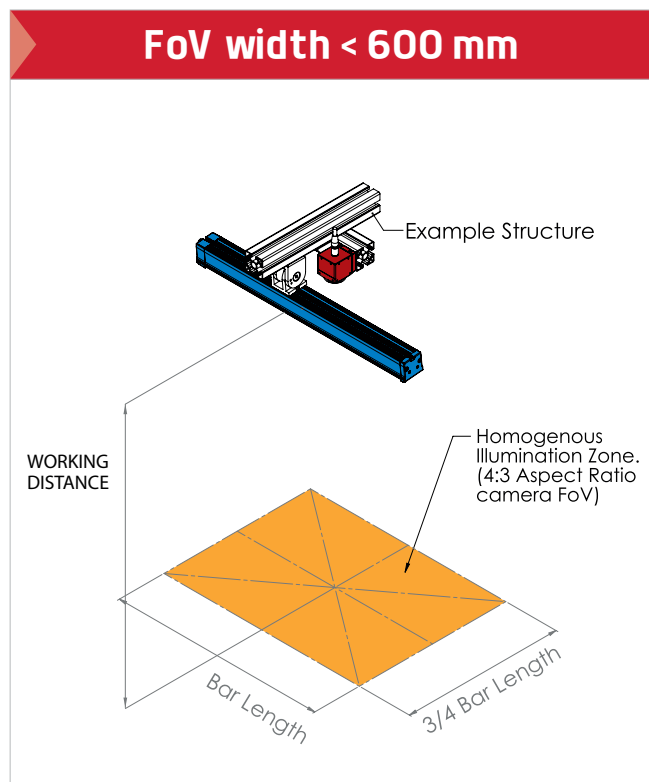 FoV width < 600 mm
Example Structure
Homogenous
Illumination Zone.
(4:3 Aspect Ratio
camera FoV)
WORKING
DISTANCE
Bar Length
3/4 Bar Length